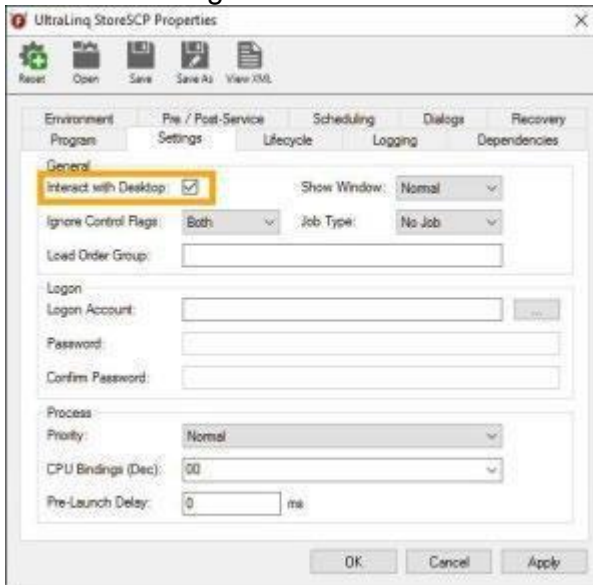 UltraLinq StoreSCP Properties
Reset Open Save Save As View XML
Environment Pre / Post-Service Scheduling Dialogs Recovery
Program Settings Lifecycle Logging Dependencies
General
Interact with Desktop: Show Window: Normal
Ignore Control Flags: Both Job Type: No Job
Load Order Group:
Logon
Logon Account: ...
Password:
Confirm Password:
Process
Priority: Normal
CPU Bindings (Dec): 00
Pre-Launch Delay: 0 ms
OK Cancel Apply